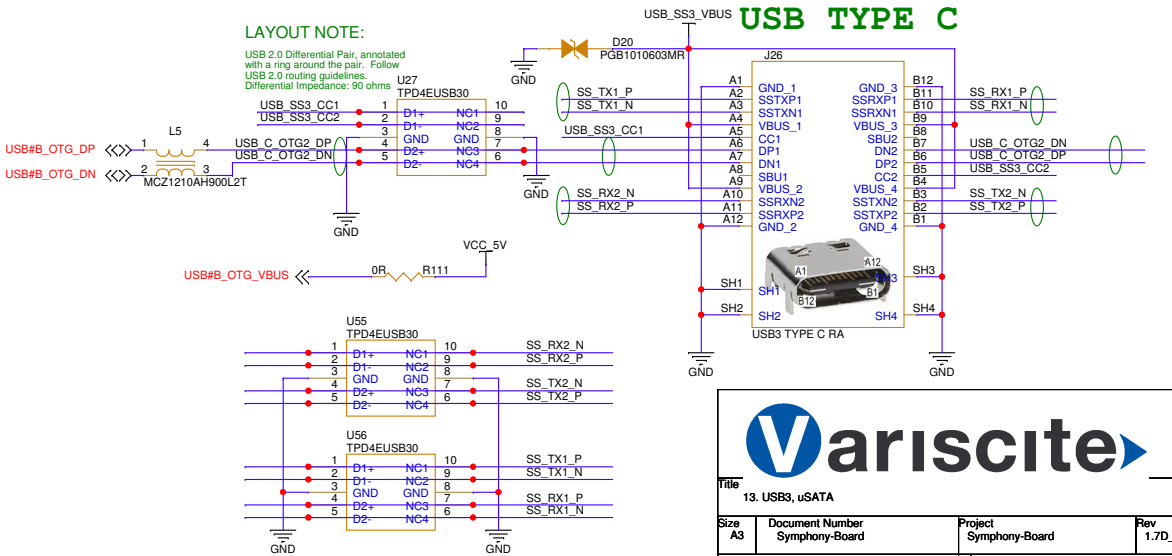 USB_SS3_VBUS
USB TYPE C
LAYOUT NOTE:
USB 2.0 Differential Pair, annotated
with a ring around the pair. Follow
USB 2.0 routing guidelines.
Differential Impedance: 90 ohms
D20
PGB1010603MR
GND
U27
TPD4EUSB30
USB_SS3_CC1
USB_SS3_CC2
1 D1+ NC1 10
2 D1- NC2 9
3 GND GND 8
4 D2+ NC3 7
5 D2- NC4 6
GND
GND
USB#B_OTG_DP
USB#B_OTG_DN
L5
1 4
2 3
MCZ1210AH900L2T
USB_C_OTG2_DP
USB_C_OTG2_DN
J26
SS_TX1_P
SS_TX1_N
USB_SS3_CC1
SS_RX2_N
SS_RX2_P
A1 GND_1 GND_3 B12
A2 SSTXP1 SSRXP1 B11
A3 SSTXN1 SSRXN1 B10
A4 VBUS_1 VBUS_3 B9
A5 CC1 SBU2 B8
A6 DP1 DN2 B7
A7 DN1 DP2 B6
A8 SBU1 CC2 B5
A9 VBUS_2 VBUS_4 B4
A10 SSRXN2 SSTXN2 B3
A11 SSRXP2 SSTXP2 B2
A12 GND_2 GND_4 B1
SS_RX1_P
SS_RX1_N
USB_C_OTG2_DN
USB_C_OTG2_DP
USB_SS3_CC2
SS_TX2_N
SS_TX2_P
A1 A12
B12 B1
SH1 SH1 SH3 SH3
SH2 SH2 SH4 SH4
USB3 TYPE C RA
GND
GND
VCC_5V
USB#B_OTG_VBUS
0R R111
U55
TPD4EUSB30
1 D1+ NC1 10 SS_RX2_N
2 D1- NC2 9 SS_RX2_P
3 GND GND 8
4 D2+ NC3 7 SS_TX2_N
5 D2- NC4 6 SS_TX2_P
U56
TPD4EUSB30
1 D1+ NC1 10 SS_TX1_P
2 D1- NC2 9 SS_TX1_N
3 GND GND 8
4 D2+ NC3 7 SS_RX1_P
5 D2- NC4 6 SS_RX1_N
GND
GND
Variscite
Title
13. USB3, uSATA
Size Document Number Project Rev
A3 Symphony-Board Symphony-Board 1.7D_